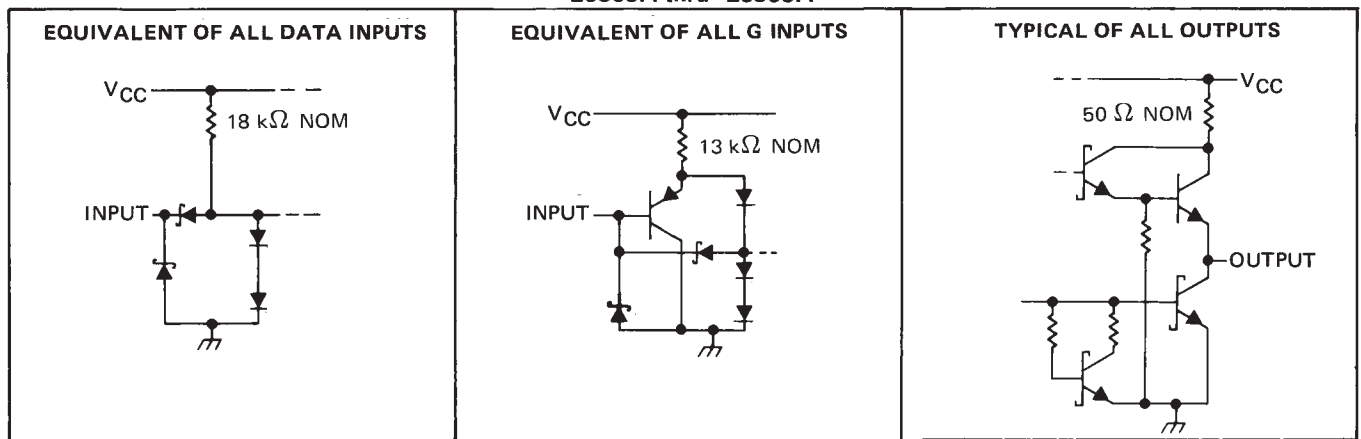 EQUIVALENT OF ALL DATA INPUTS
VCC
18 kΩ NOM
INPUT
EQUIVALENT OF ALL G INPUTS
VCC
13 kΩ NOM
INPUT
TYPICAL OF ALL OUTPUTS
VCC
50 Ω NOM
OUTPUT